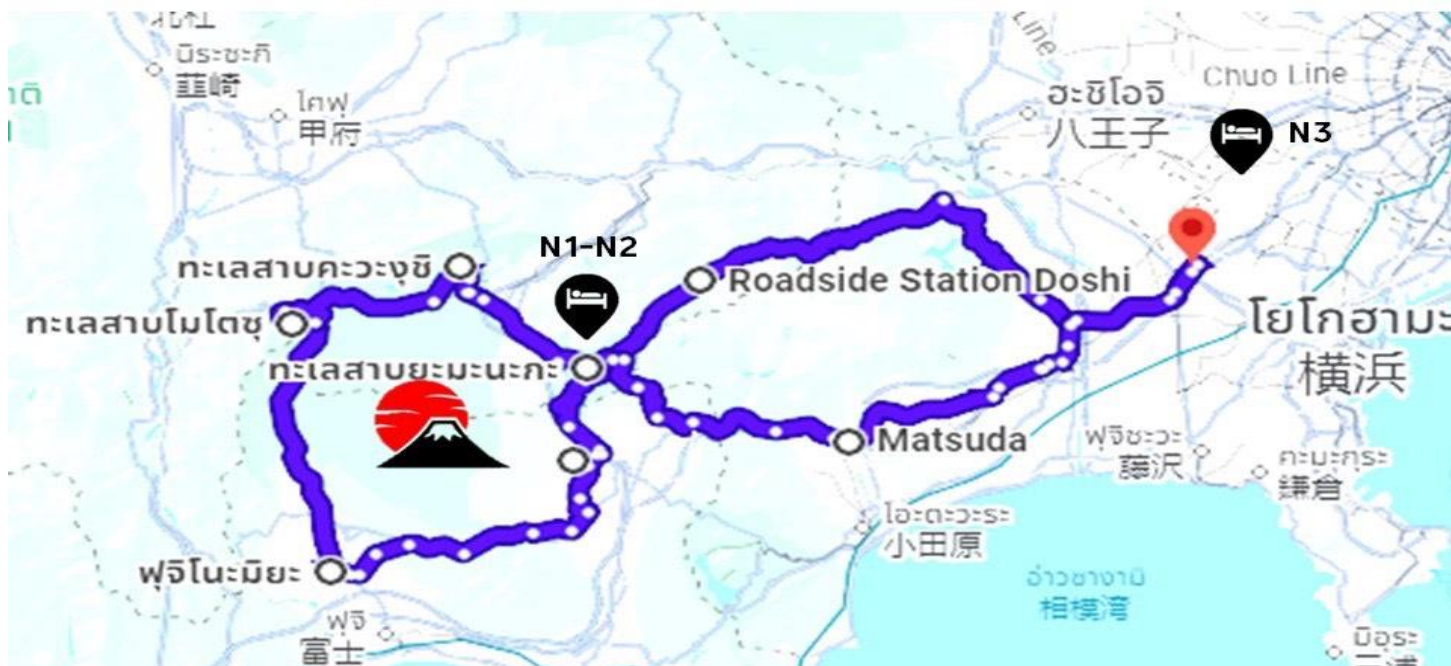 นิระซะกิ
韮崎
โคฟุ
甲府
Line
ฮะชิโอจิ
八王子
Chuo Line
N3
N1-N2
ทะเลสาบคะวะงุชิ
Roadside Station Doshi
ทะเลสาบโมโตซุ
ทะเลสาบยะมะนะกะ
โยโกฮามะ
横浜
Matsuda
ฟุจิซะวะ
藤沢
คะมะกุระ
鎌倉
โอะดะวะระ
小田原
ฟุจิโนะมิยะ
อ่าวซางามิ
相模湾
ฟุจิ
富士
มิอุระ